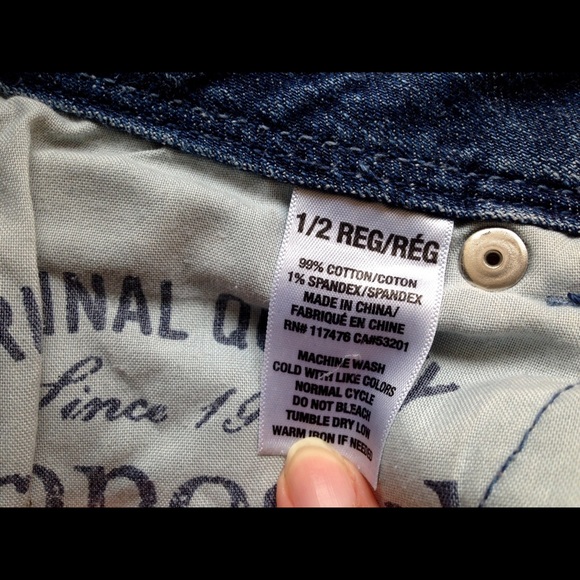 1/2 REG/RÉG
99% COTTON/COTON
1% SPANDEX/SPANDEX
MADE IN CHINA/
FABRIQUÉ EN CHINE
RN# 117476 CA#53201
MACHINE WASH
COLD WITH LIKE COLORS
NORMAL CYCLE
DO NOT BLEACH
TUMBLE DRY LOW
WARM IRON IF NEEDED
Since